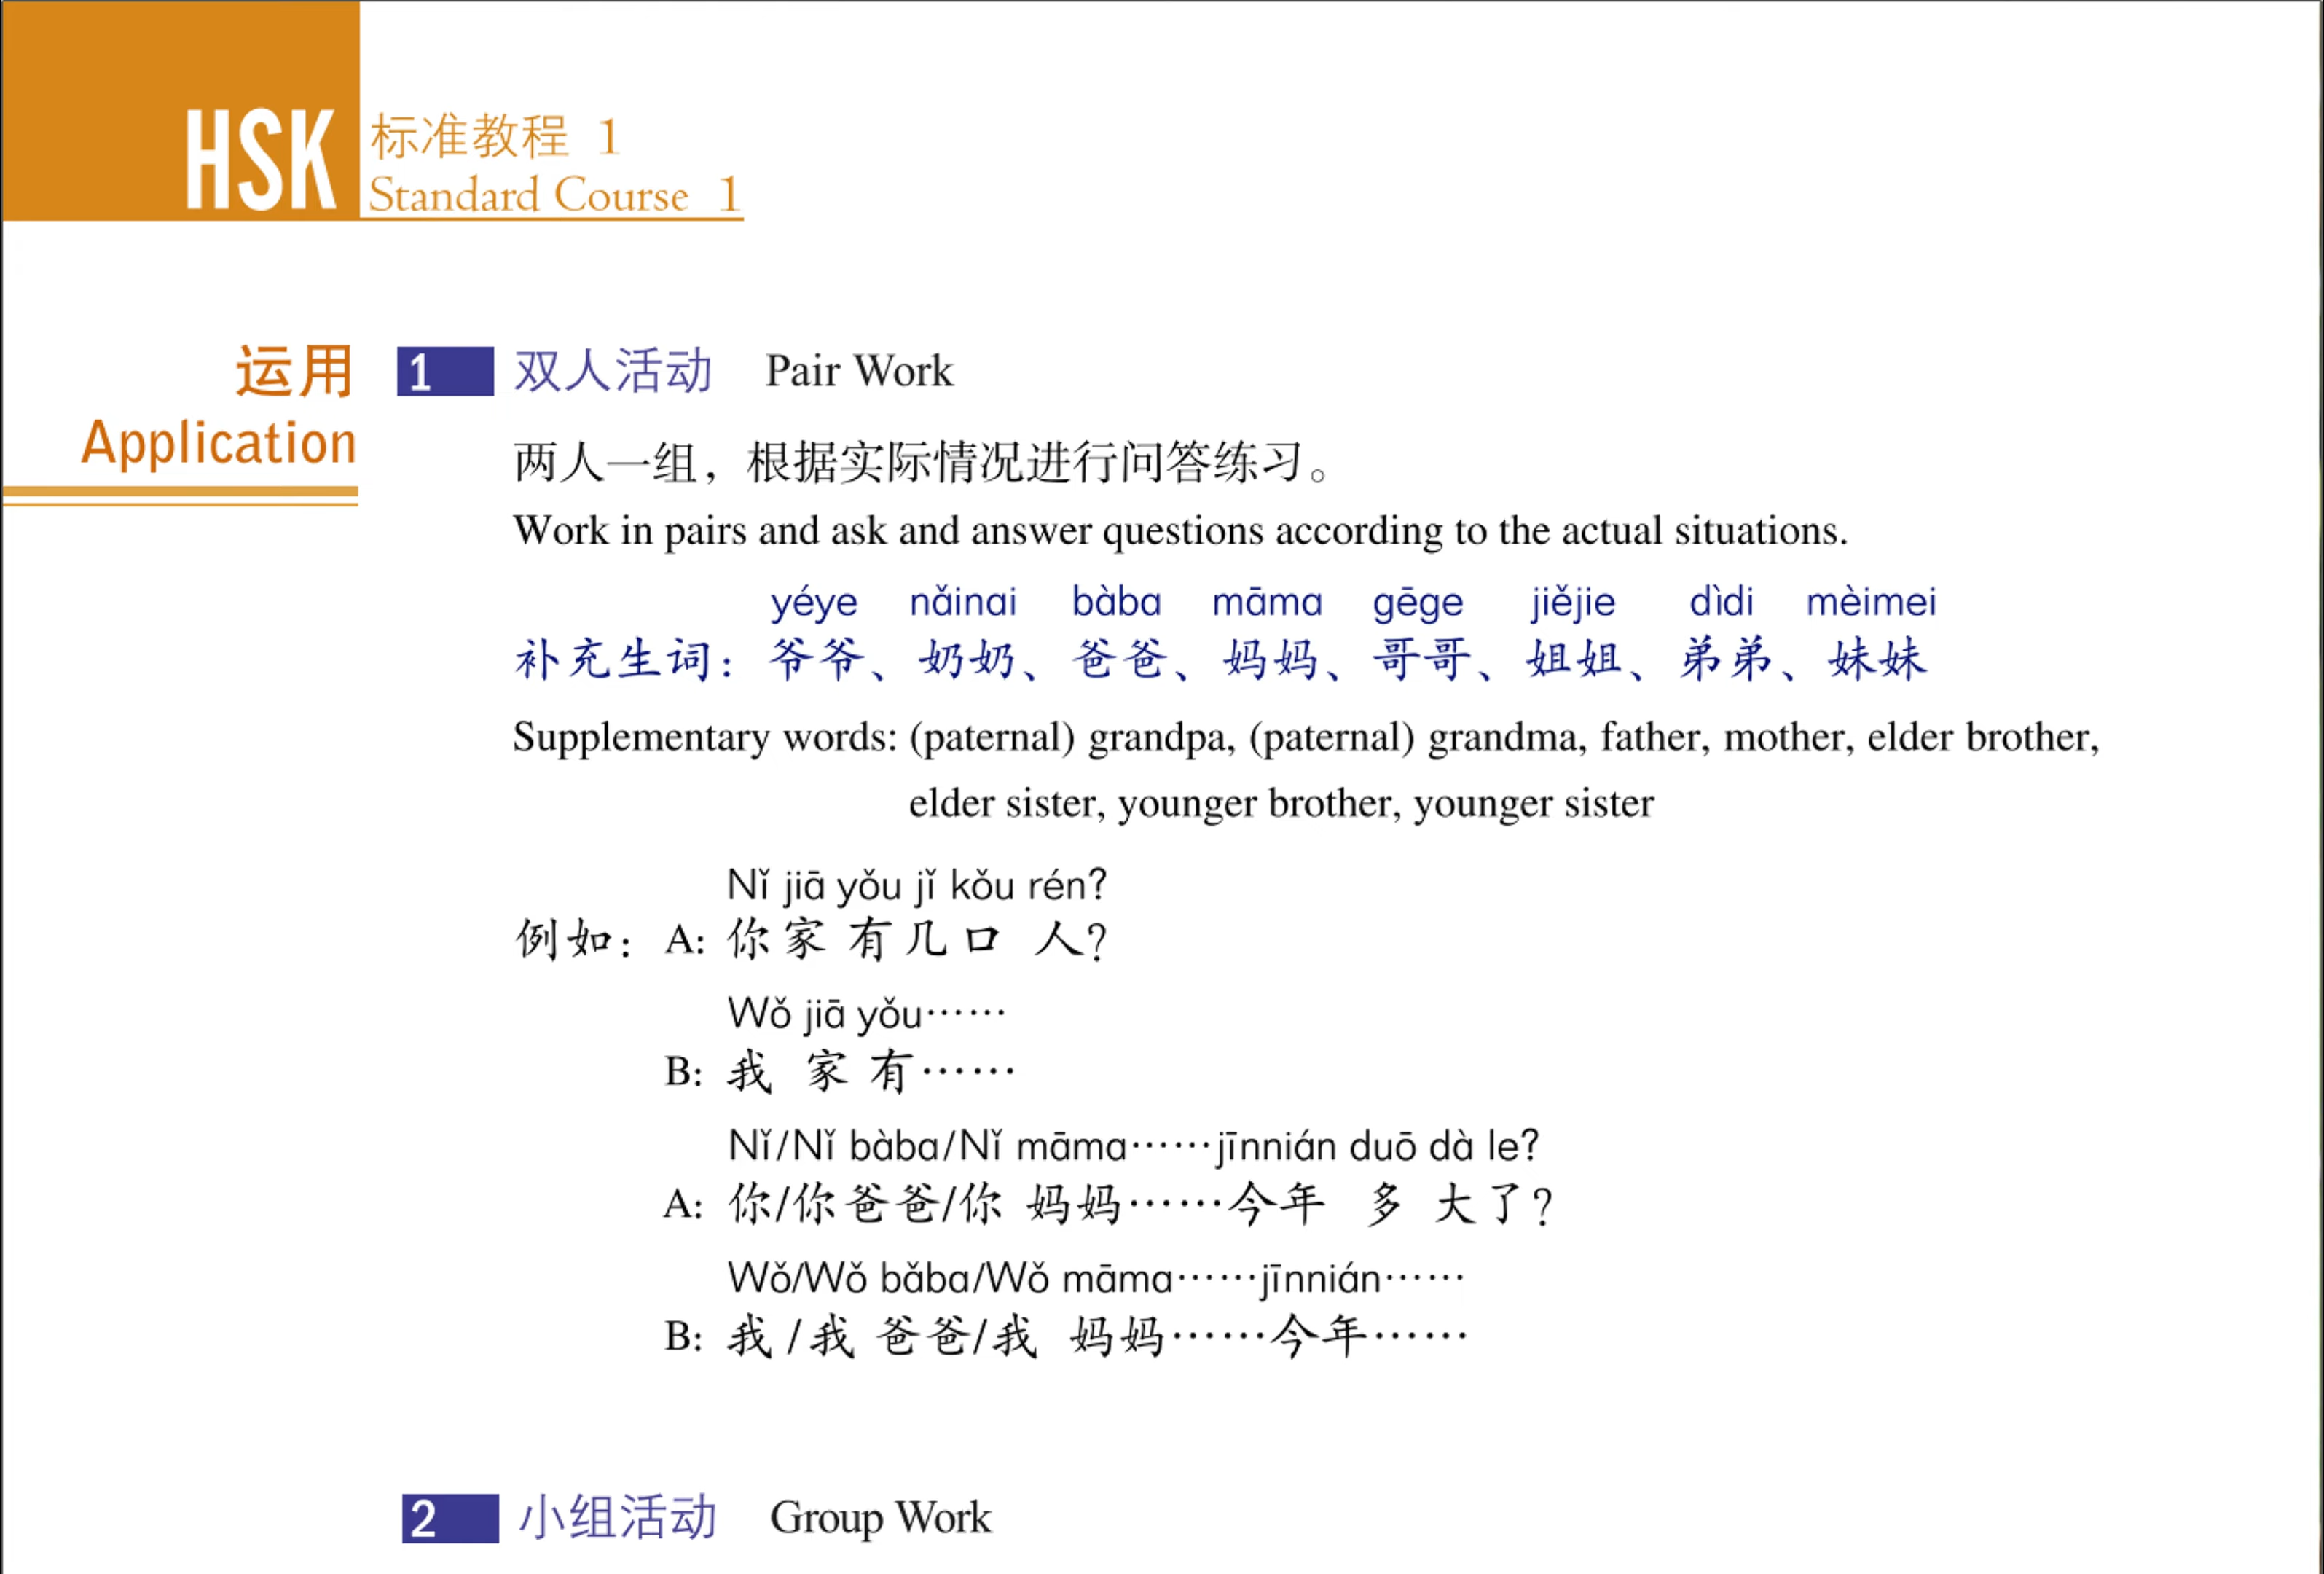 HSK
标准教程 1
Standard Course 1
运用
Application
1 双人活动 Pair Work
两人一组，根据实际情况进行问答练习。
Work in pairs and ask and answer questions according to the actual situations.
yéye nǎinai bàba māma gēge jiějie dìdi mèimei
补充生词：爷爷、奶奶、爸爸、妈妈、哥哥、姐姐、弟弟、妹妹
Supplementary words: (paternal) grandpa, (paternal) grandma, father, mother, elder brother,
elder sister, younger brother, younger sister
Nǐ jiā yǒu jǐ kǒu rén?
例如：A: 你家有几口人？
Wǒ jiā yǒu……
B: 我家有……
Nǐ/Nǐ bàba/Nǐ māma……jīnnián duō dà le?
A: 你/你爸爸/你妈妈……今年多大了？
Wǒ/Wǒ bǎba/Wǒ māma……jīnnián……
B: 我/我爸爸/我妈妈……今年……
2 小组活动 Group Work